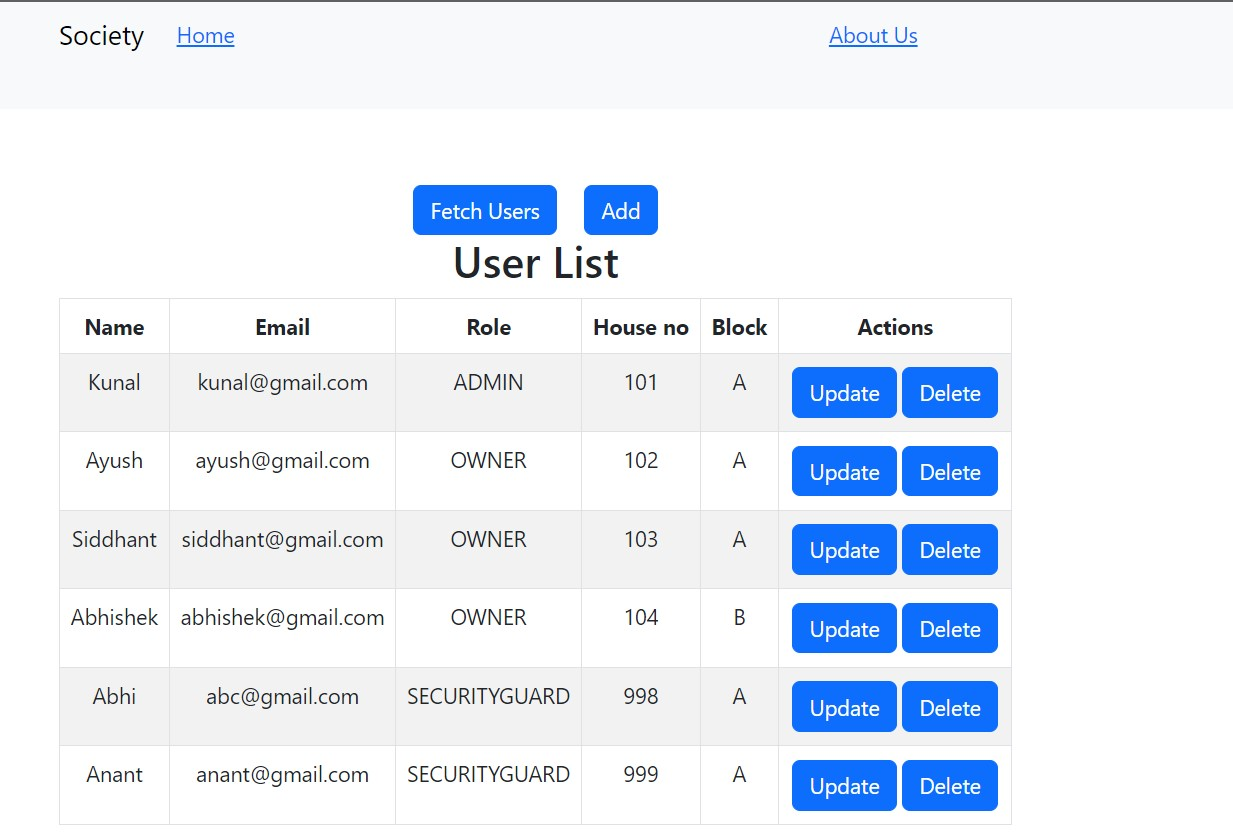 Society Home About Us
Fetch Users Add
User List
Name Email Role House no Block Actions
Kunal kunal@gmail.com ADMIN 101 A Update Delete
Ayush ayush@gmail.com OWNER 102 A Update Delete
Siddhant siddhant@gmail.com OWNER 103 A Update Delete
Abhishek abhishek@gmail.com OWNER 104 B Update Delete
Abhi abc@gmail.com SECURITYGUARD 998 A Update Delete
Anant anant@gmail.com SECURITYGUARD 999 A Update Delete